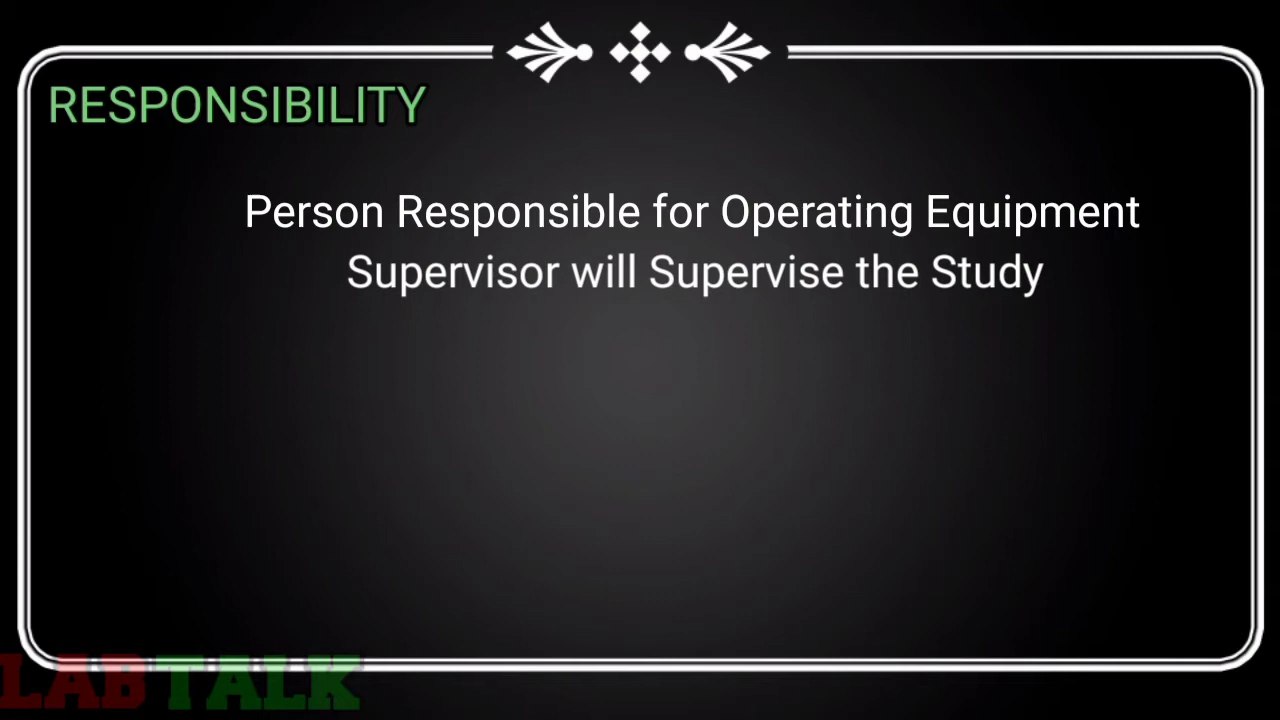 RESPONSIBILITY
Person Responsible for Operating Equipment
Supervisor will Supervise the Study
LABTALK